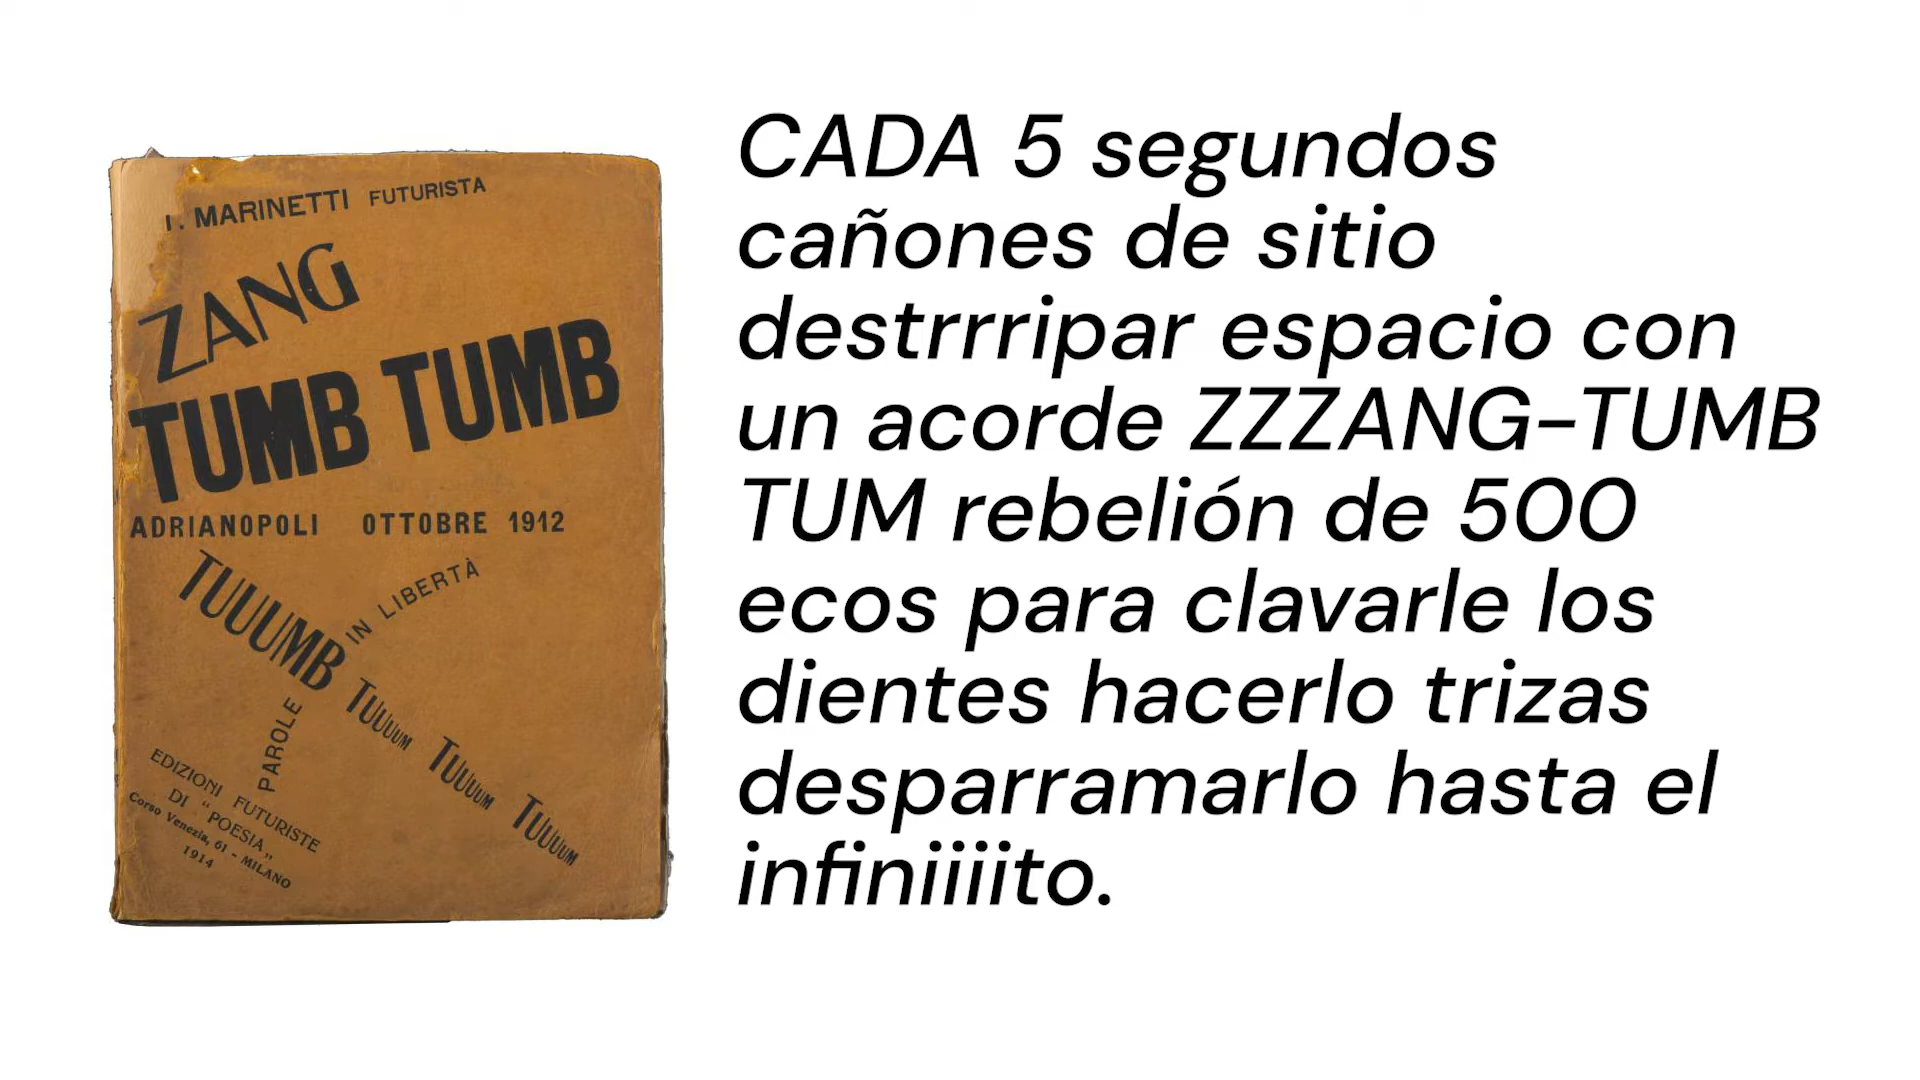 . MARINETTI FUTURISTA
ZANG
TUMB TUMB
ADRIANOPOLI OTTOBRE 1912
TUUUMB
IN LIBERTÀ
PAROLE
TUUUUM
TUUUUM
TUUUUM
EDIZIONI FUTURISTE
DI “POESIA„
Corso Venezia, 61 - MILANO
1914
CADA 5 segundos
cañones de sitio
destrrrripar espacio con
un acorde ZZZANG–TUMB
TUM rebelión de 500
ecos para clavarle los
dientes hacerlo trizas
desparramarlo hasta el
infiniiiito.